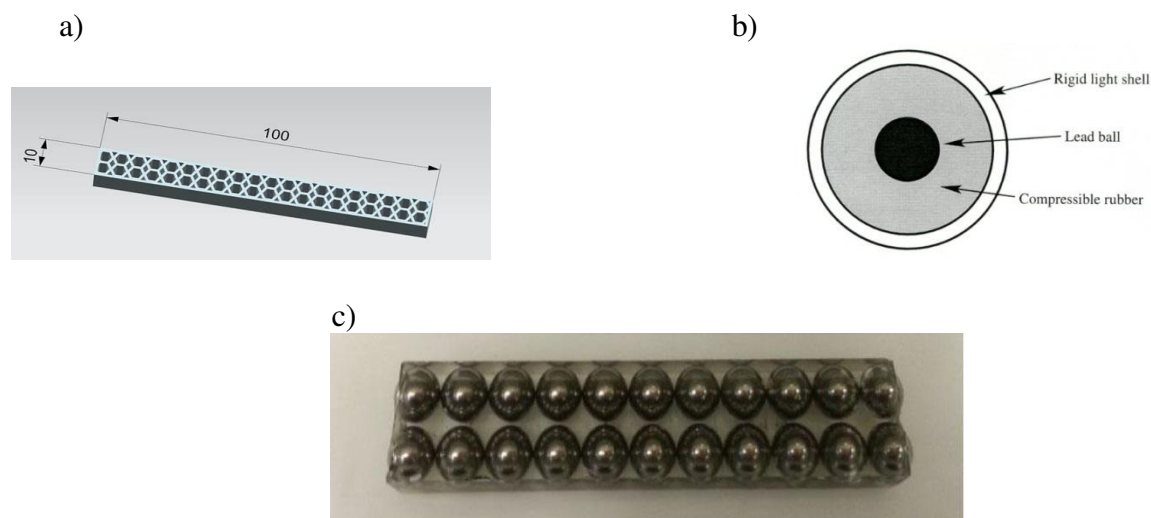 a)
b)
100
10
Rigid light shell
Lead ball
Compressible rubber
c)